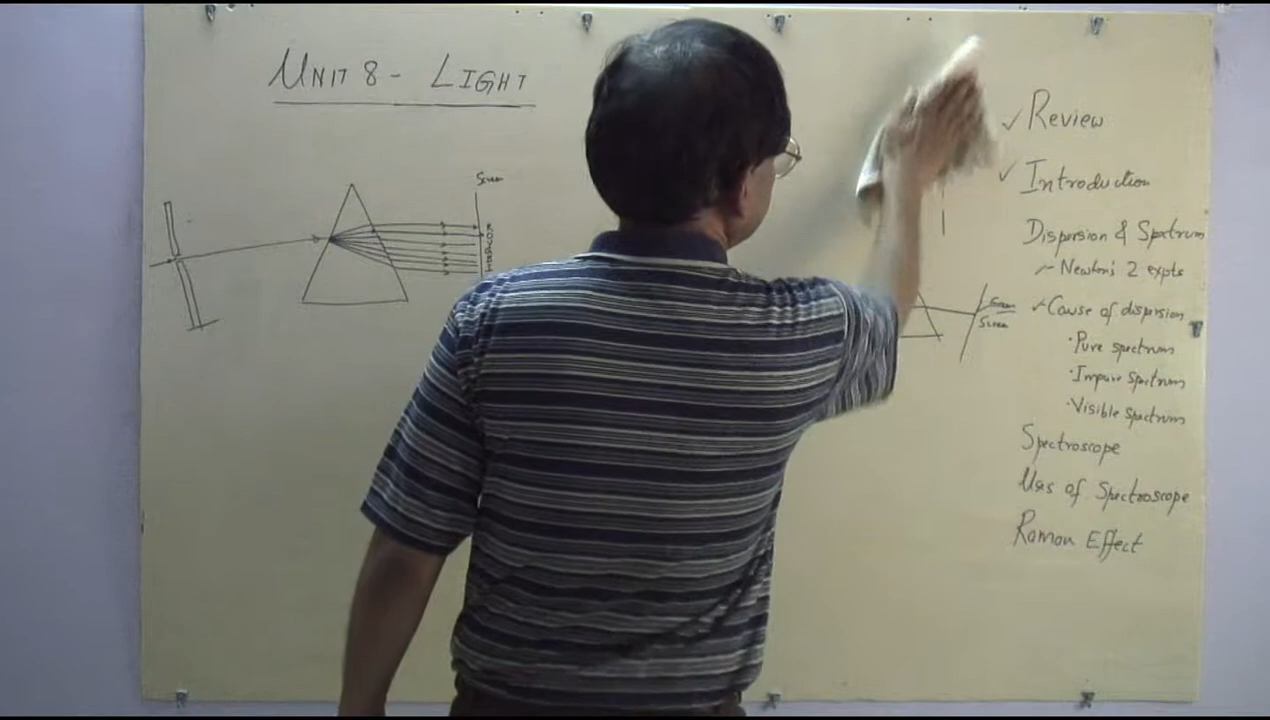 UNIT 8 - LIGHT
Screen
Review
Introduction
Dispersion & Spectrum
Newton's 2 expts
Cause of dispersion
Pure spectrum
Impure spectrum
Visible spectrum
Spectroscope
Uses of Spectroscope
Raman Effect
Screen